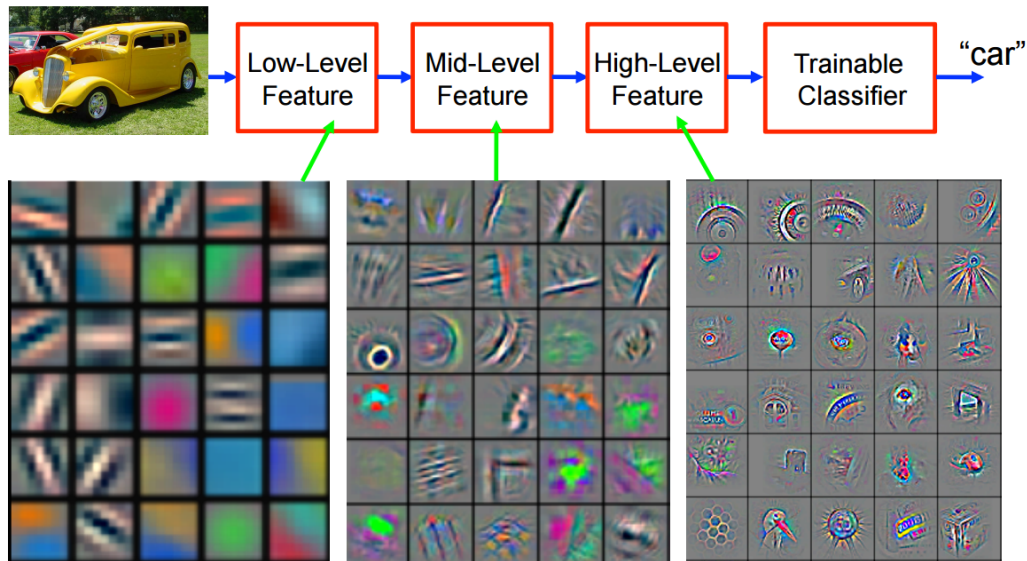 Low-Level
Feature
Mid-Level
Feature
High-Level
Feature
Trainable
Classifier
“car”